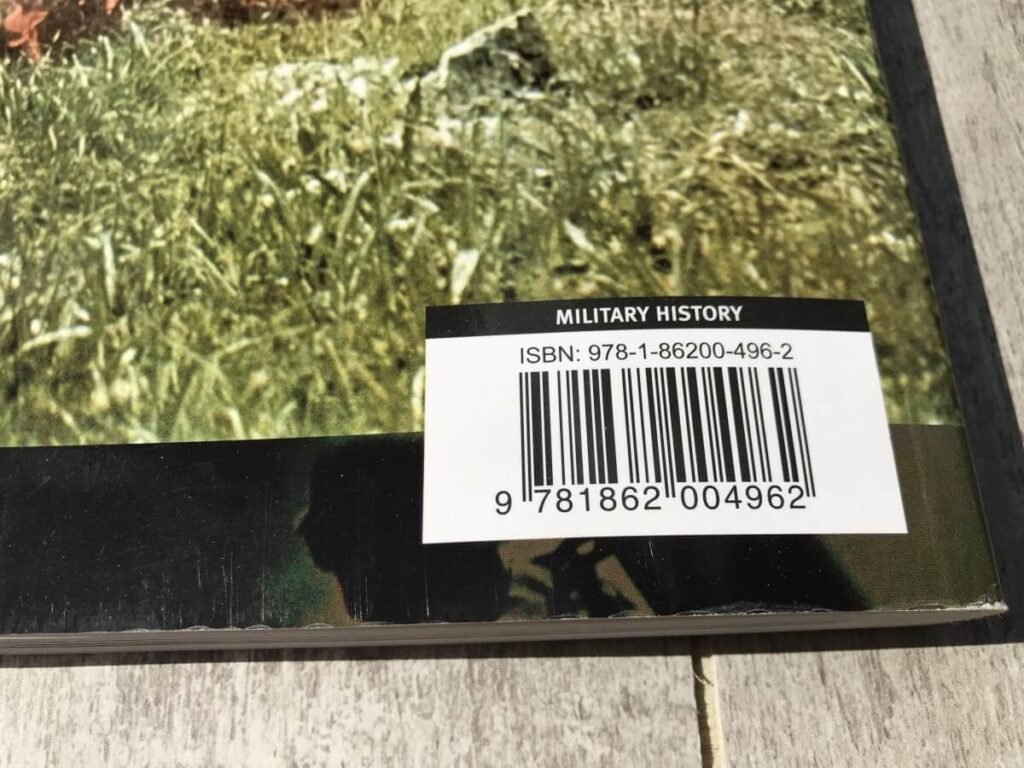 MILITARY HISTORY
ISBN: 978-1-86200-496-2
9 781862 004962